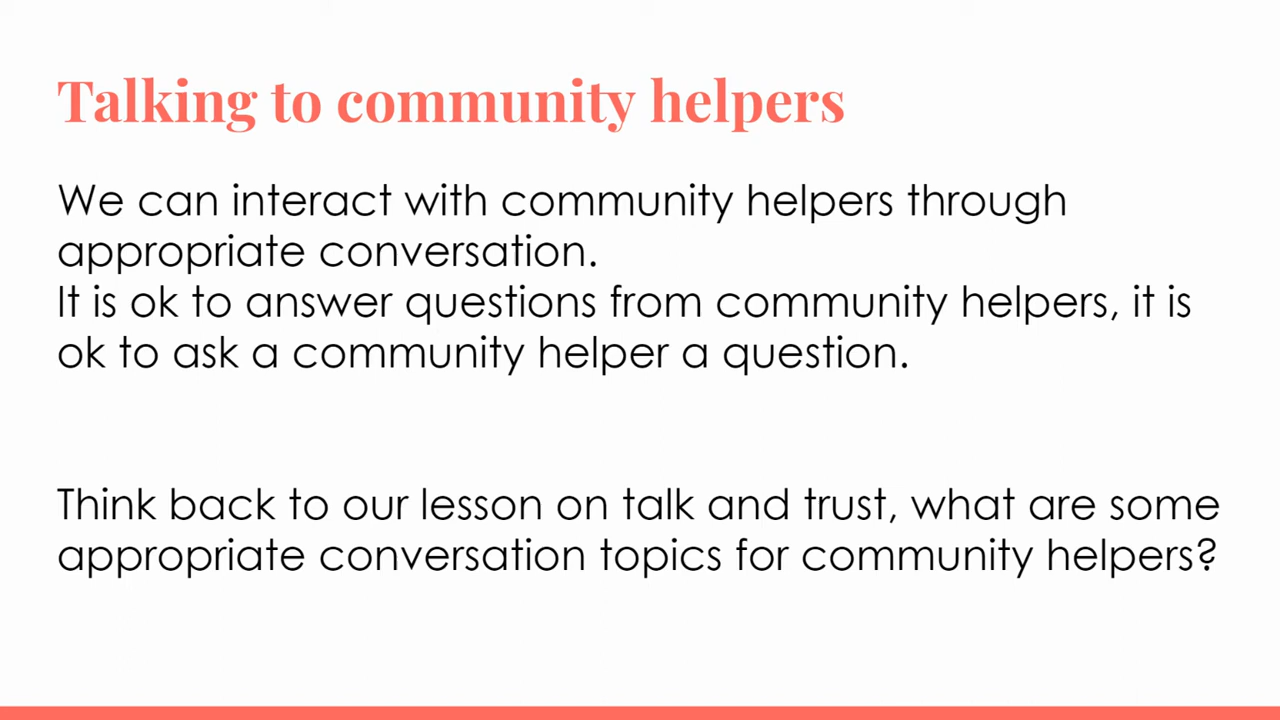 Talking to community helpers
We can interact with community helpers through
appropriate conversation.
It is ok to answer questions from community helpers, it is
ok to ask a community helper a question.
Think back to our lesson on talk and trust, what are some
appropriate conversation topics for community helpers?